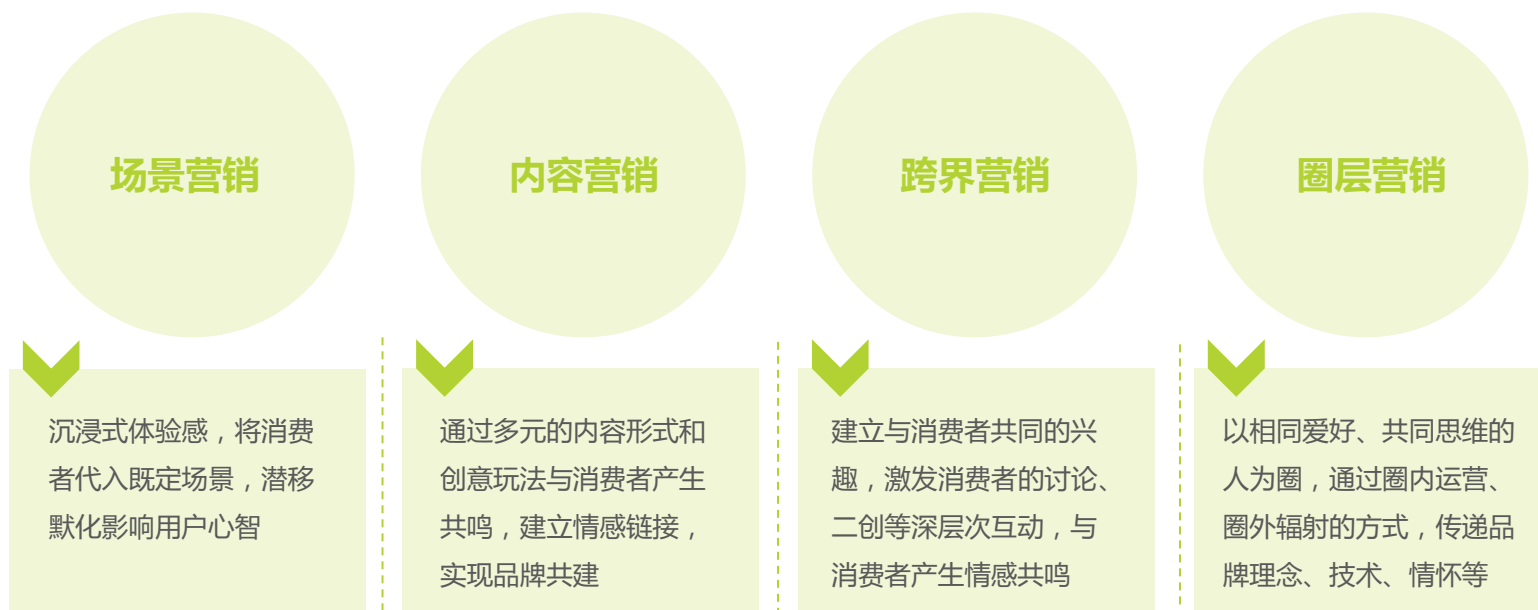 场景营销
沉浸式体验感，将消费
者代入既定场景，潜移
默化影响用户心智
内容营销
通过多元的内容形式和
创意玩法与消费者产生
共鸣，建立情感链接，
实现品牌共建
跨界营销
建立与消费者共同的兴
趣，激发消费者的讨论、
二创等深层次互动，与
消费者产生情感共鸣
圈层营销
以相同爱好、共同思维的
人为圈，通过圈内运营、
圈外辐射的方式，传递品
牌理念、技术、情怀等